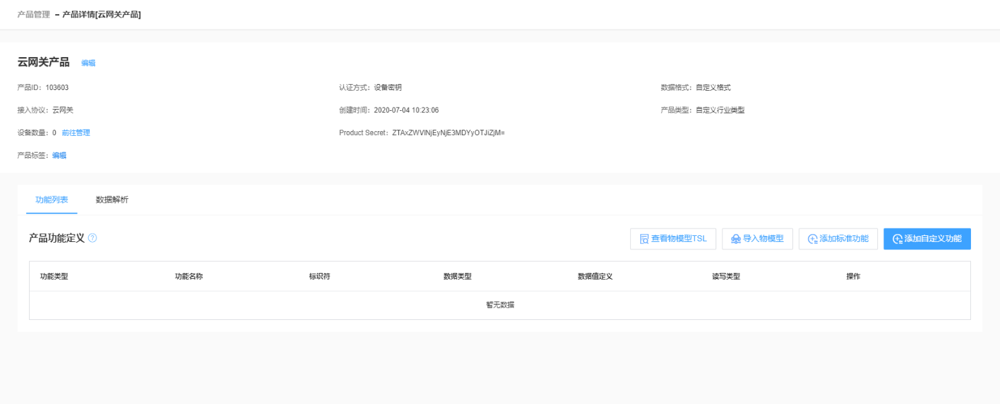 产品管理 – 产品详情[云网关产品]
云网关产品 编辑
产品ID：103603 认证方式：设备密钥 数据格式：自定义格式
接入协议：云网关 创建时间：2020-07-04 10:23:06 产品类型：自定义行业类型
设备数量：0 前往管理 Product Secret：ZTAxZWVlNjEyNjE3MDYyOTJiZjM=
产品标签：编辑
功能列表 数据解析
产品功能定义 ? 查看物模型TSL 导入物模型 添加标准功能 添加自定义功能
功能类型 功能名称 标识符 数据类型 数据值定义 读写类型 操作
暂无数据